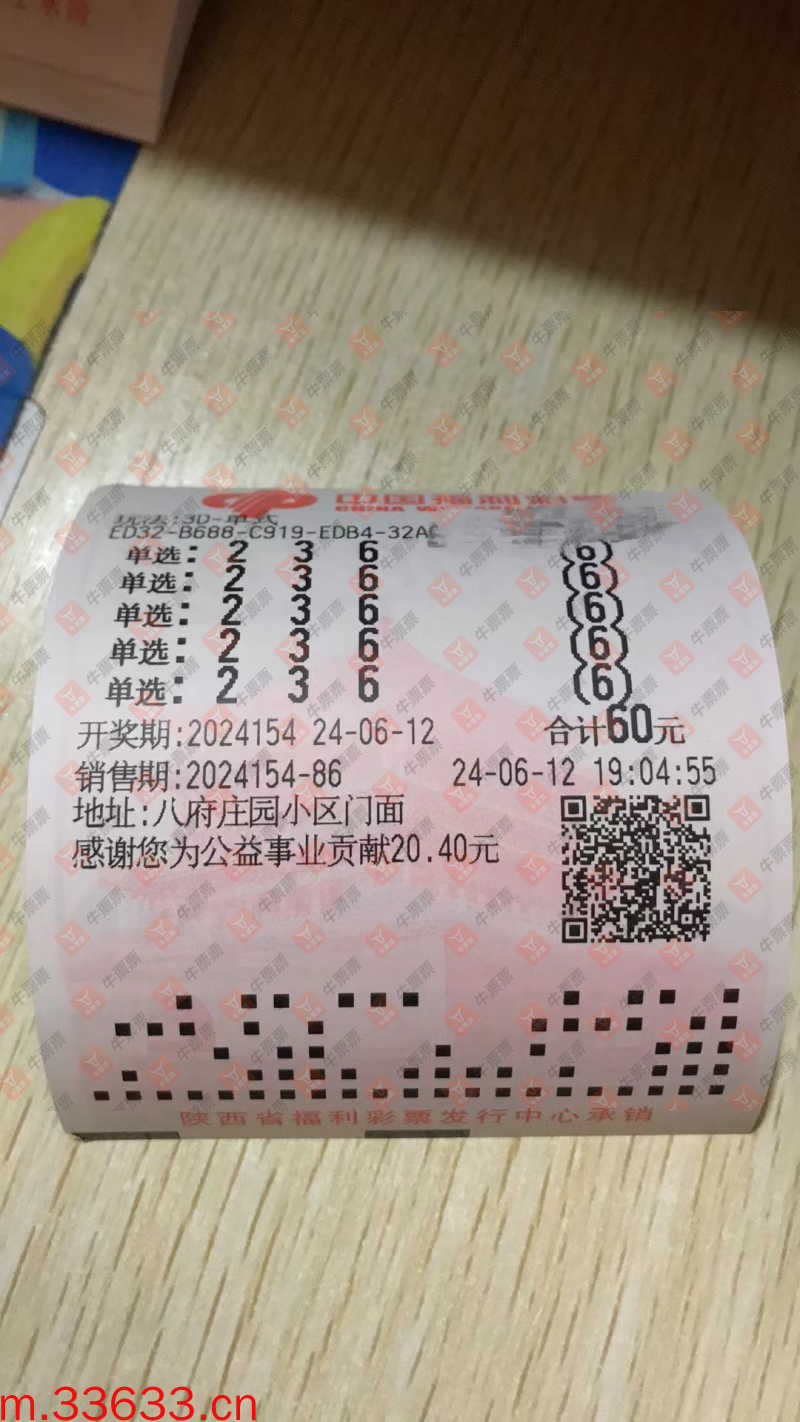 中国福利彩票
玩法:3D-单式
ED32-B688-C919-EDB4-32A
单选: 2 3 6 (6)
单选: 2 3 6 (6)
单选: 2 3 6 (6)
单选: 2 3 6 (6)
单选: 2 3 6 (6)
开奖期:2024154 24-06-12 合计60元
销售期:2024154-86 24-06-12 19:04:55
地址:八府庄园小区门面
感谢您为公益事业贡献20.40元
陕西省福利彩票发行中心承销
牛票票
m.33633.cn